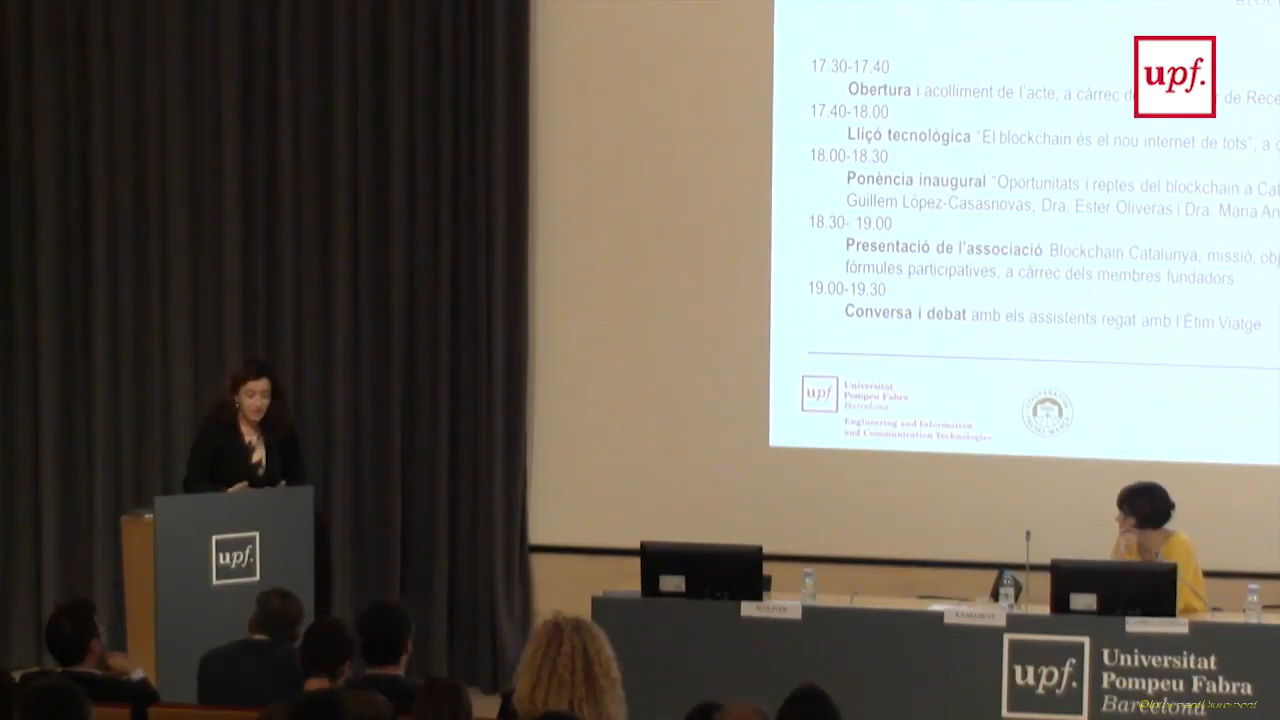 17.30-17.40
Obertura i acolliment de l'acte, a càrrec de Rece
17.40-18.00
Lliçó tecnològica "El blockchain és el nou internet de tots", a c
18.00-18.30
Ponència inaugural "Oportunitats i reptes del blockchain a Cat
Guillem López-Casasnovas, Dra. Ester Oliveras i Dra. Maria An
18.30- 19.00
Presentació de l'associació Blockchain Catalunya, missió, obj
fórmules participatives, a càrrec dels membres fundadors
19.00-19.30
Conversa i debat amb els assistents regat amb l'Ètim Viatge
upf.
Universitat
Pompeu Fabra
Barcelona
Engineering and Information
and Communication Technologies
upf.
upf.
upf.
Universitat
Pompeu Fabra
Barcelona